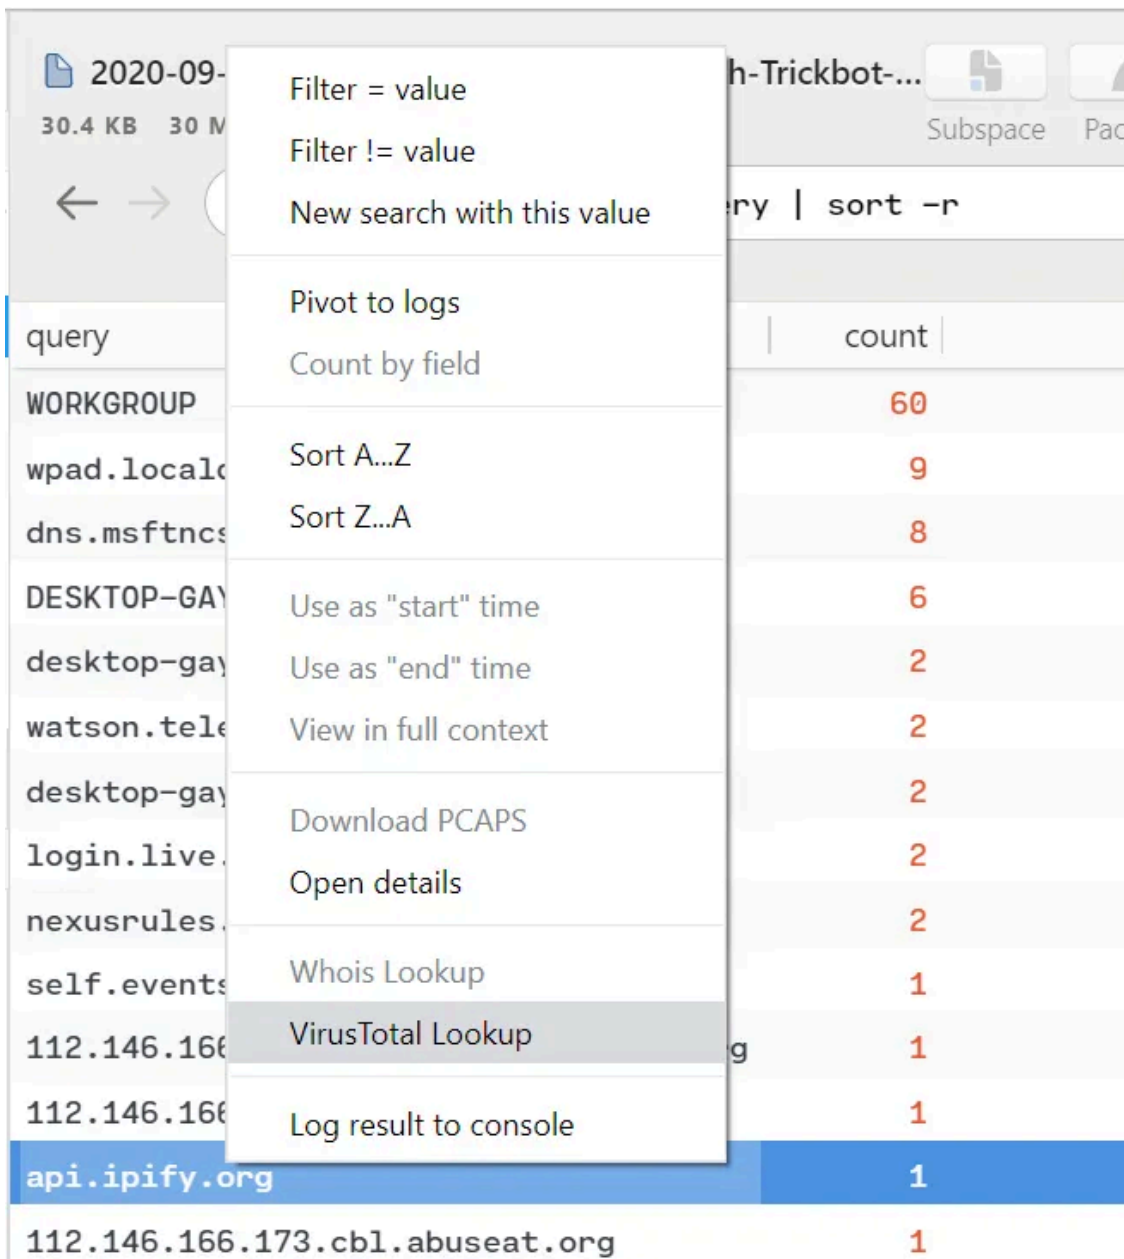 2020-09- h-Trickbot-...
30.4 KB 30 M
Subspace Pac
ry | sort -r
query count
WORKGROUP 60
wpad.localc 9
dns.msftncs 8
DESKTOP-GAY 6
desktop-gay 2
watson.tele 2
desktop-gay 2
login.live. 2
nexusrules. 2
self.events 1
112.146.166 g 1
112.146.166 1
api.ipify.org 1
112.146.166.173.cbl.abuseat.org 1
Filter = value
Filter != value
New search with this value
Pivot to logs
Count by field
Sort A...Z
Sort Z...A
Use as "start" time
Use as "end" time
View in full context
Download PCAPS
Open details
Whois Lookup
VirusTotal Lookup
Log result to console